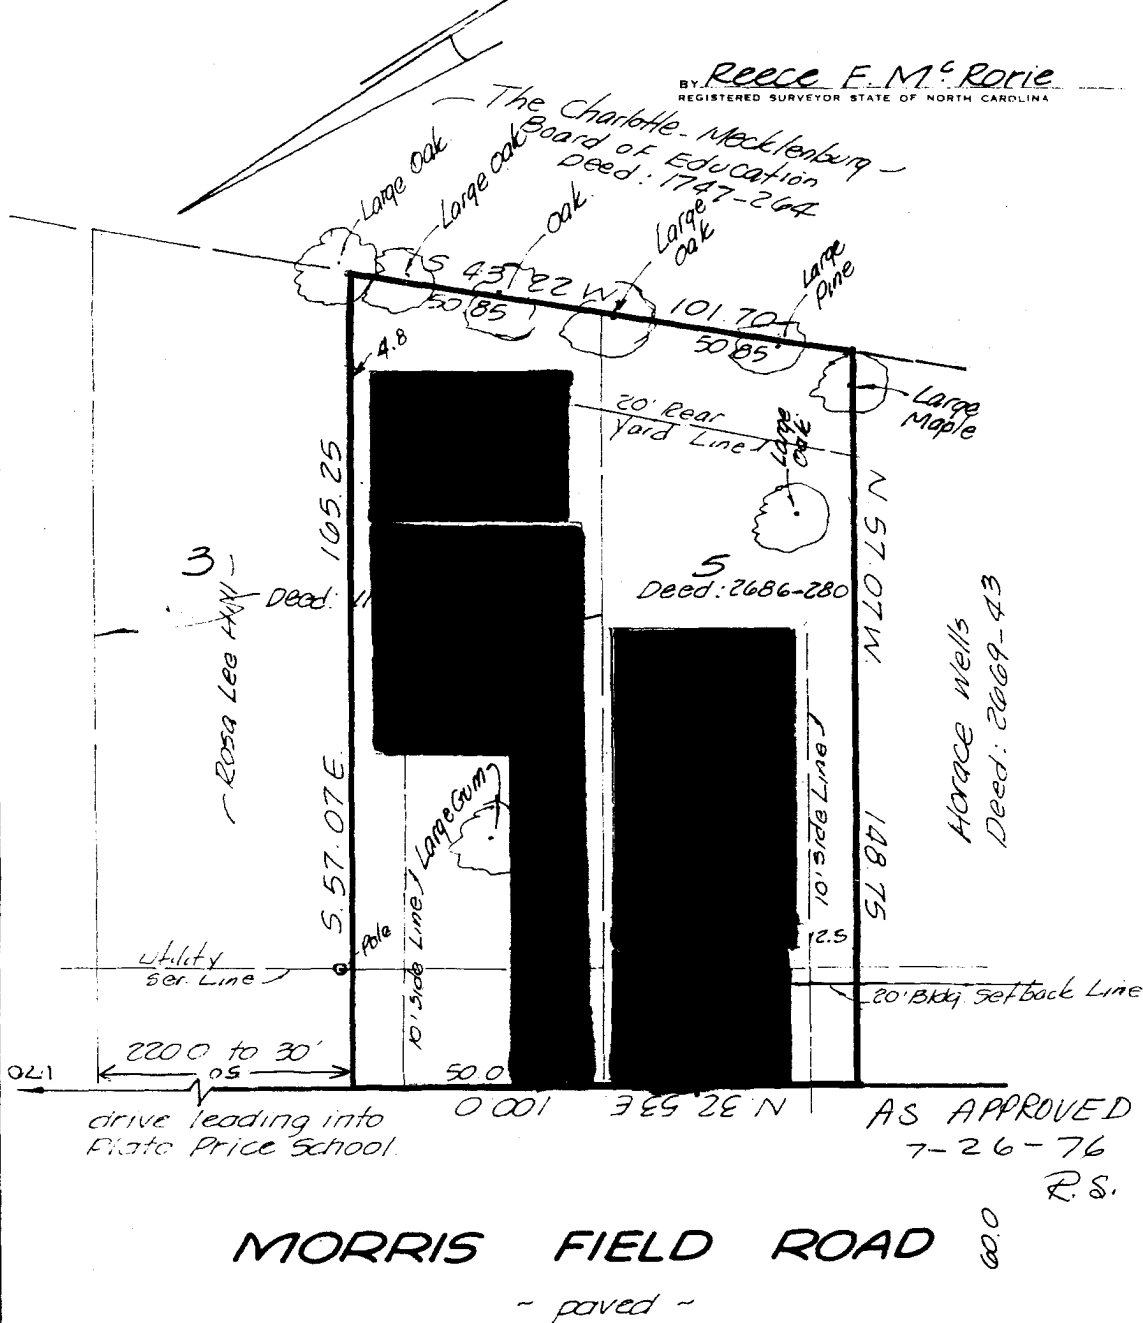 BY Reece F. McRorie
REGISTERED SURVEYOR STATE OF NORTH CAROLINA
The Charlotte-Mecklenburg
Board of Education
Deed: 1747-264
Large Oak
Large Oak
Oak
Large
Oak
Large
Pine
S 43 22 W
101.70
50.85
50.85
4.8
20' Rear
Yard Line
Large
Oak
Large
Maple
165.25
S. 57.07 E.
N. 57.07 W.
148.75
3
Deed: 11
Rosa Lee Hill
5
Deed: 2686-280
Horace Wells
Deed: 2669-43
Large Gum
10' Side Line
10' Side Line
12.5
Pole
Utility
Ser. Line
20' Bldg. Setback Line
2200 to 30'
50
170
50.0
100.0
N. 32.53 E
drive leading into
Plato Price School.
AS APPROVED
7-26-76
R.S.
60.0
MORRIS FIELD ROAD
~ paved ~